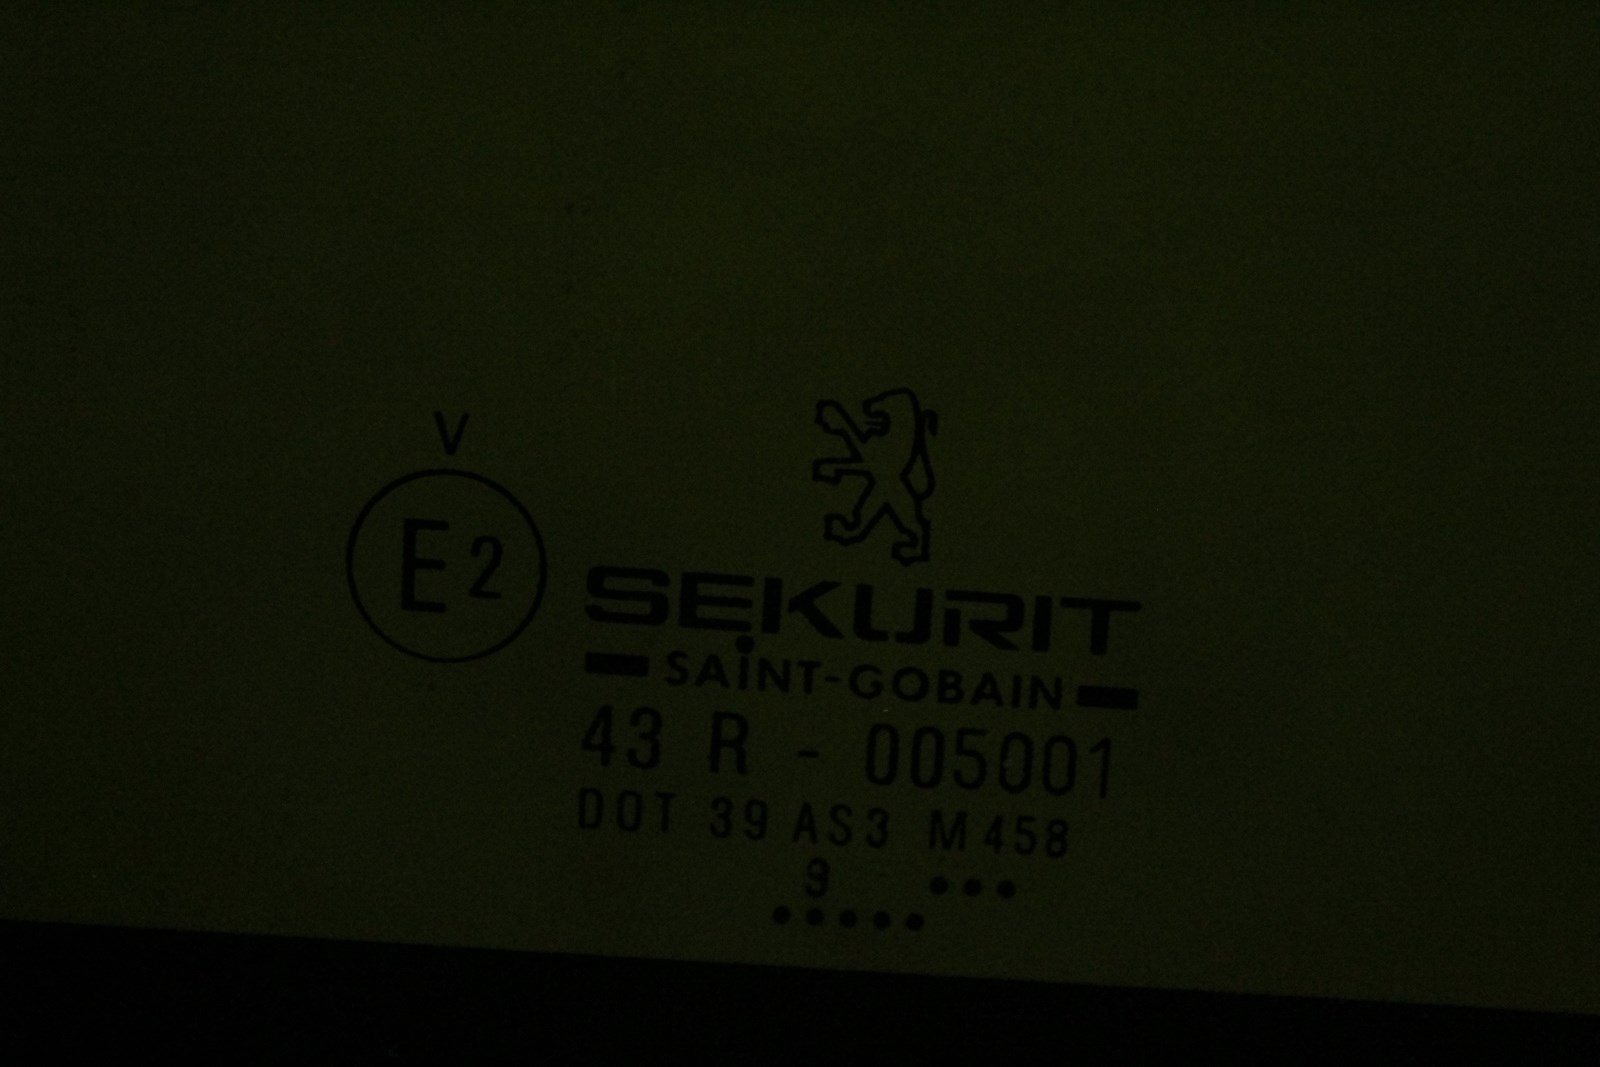 V
E2
SEKURIT
SAINT-GOBAIN
43 R - 005001
DOT 39 AS3 M458
9 •••
•••••